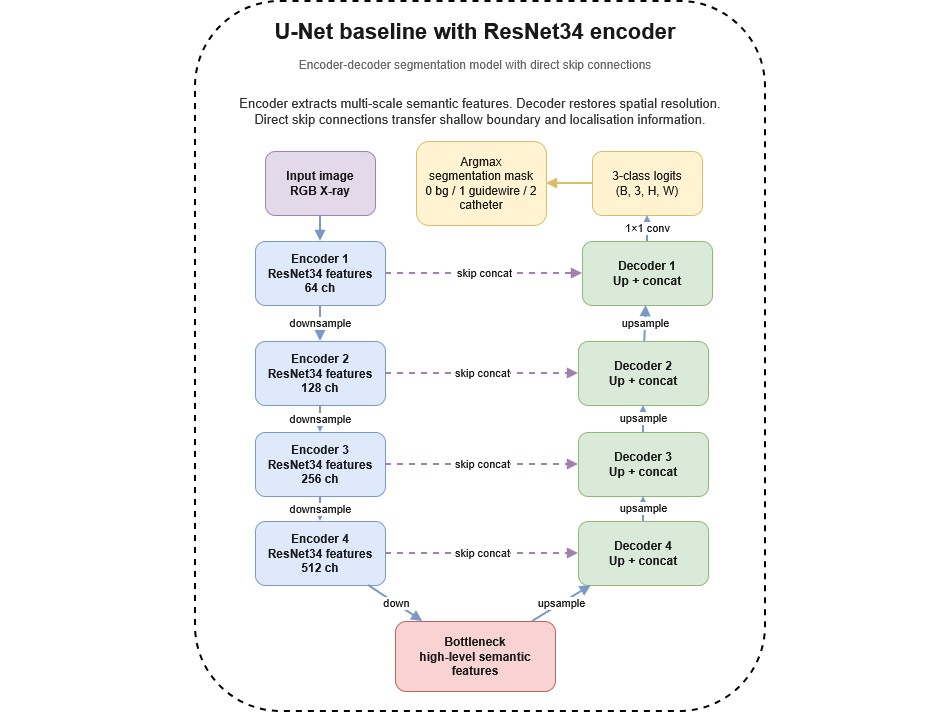 U-Net baseline with ResNet34 encoder
Encoder-decoder segmentation model with direct skip connections
Encoder extracts multi-scale semantic features. Decoder restores spatial resolution.
Direct skip connections transfer shallow boundary and localisation information.
Input image
RGB X-ray
Argmax
segmentation mask
0 bg / 1 guidewire / 2
catheter
3-class logits
(B, 3, H, W)
1×1 conv
Encoder 1
ResNet34 features
64 ch
skip concat
Decoder 1
Up + concat
downsample
upsample
Encoder 2
ResNet34 features
128 ch
skip concat
Decoder 2
Up + concat
downsample
upsample
Encoder 3
ResNet34 features
256 ch
skip concat
Decoder 3
Up + concat
downsample
upsample
Encoder 4
ResNet34 features
512 ch
skip concat
Decoder 4
Up + concat
down
upsample
Bottleneck
high-level semantic
features